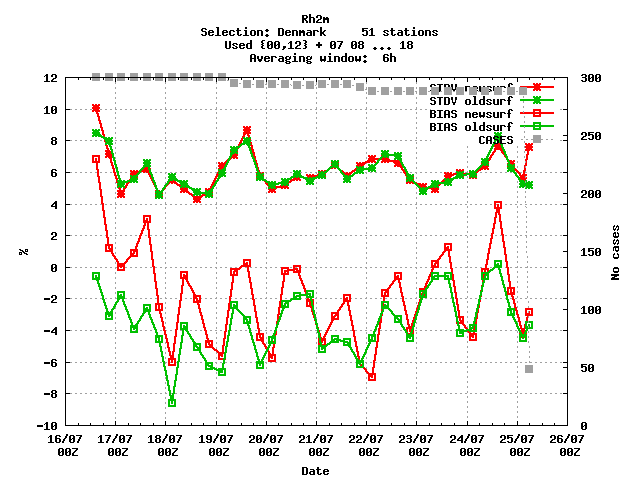 Rh2m
Selection: Denmark     51 stations
Used {00,12} + 07 08 ... 18
Averaging window:  6h
STDV newsurf
STDV oldsurf
BIAS newsurf
BIAS oldsurf
CASES
12
10
8
6
4
2
0
-2
-4
-6
-8
-10
%
300
250
200
150
100
50
0
No cases
16/07 17/07 18/07 19/07 20/07 21/07 22/07 23/07 24/07 25/07 26/07
00Z 00Z 00Z 00Z 00Z 00Z 00Z 00Z 00Z 00Z 00Z
Date